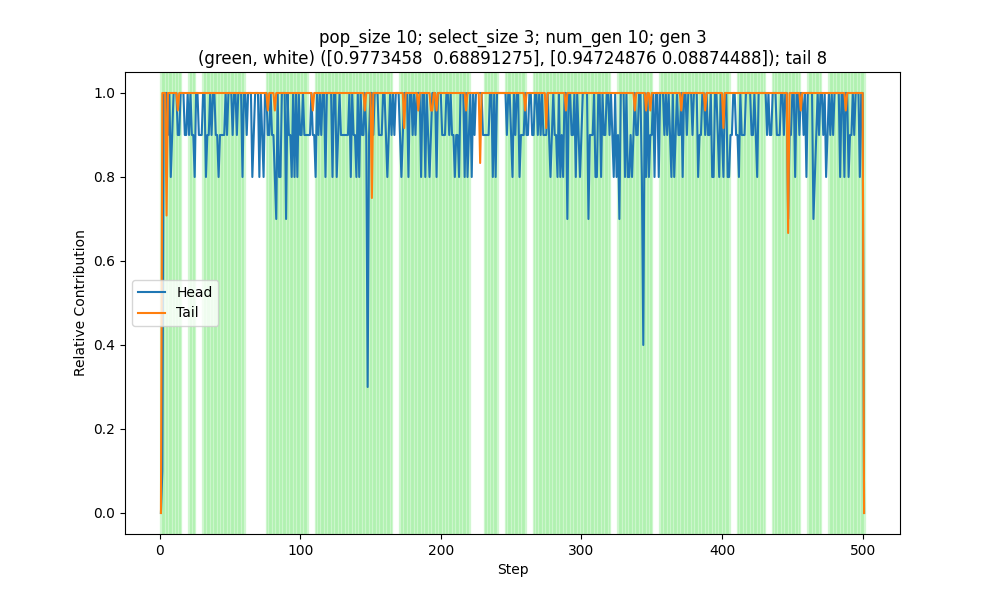 pop_size 10; select_size 3; num_gen 10; gen 3
(green, white) ([0.9773458  0.68891275], [0.94724876 0.08874488]); tail 8
1.0
0.8
0.6
0.4
0.2
0.0
Relative Contribution
Head
Tail
0
100
200
300
400
500
Step